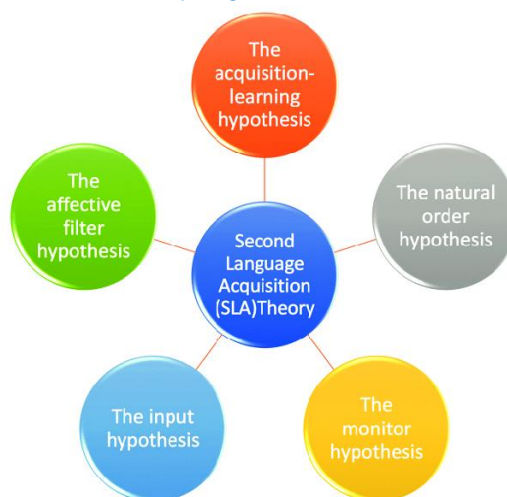 The
acquisition-
learning
hypothesis
The natural
order
hypothesis
The
monitor
hypothesis
The input
hypothesis
The
affective
filter
hypothesis
Second
Language
Acquisition
(SLA)Theory